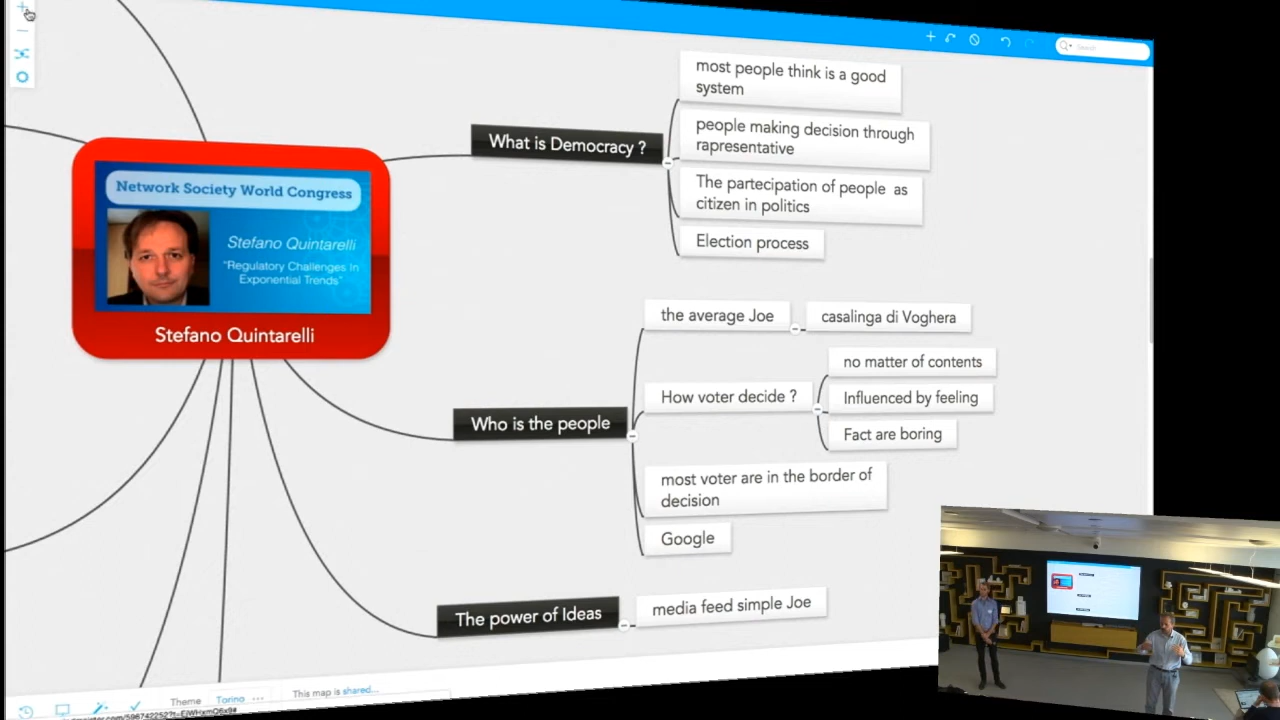 Search
What is Democracy ?
most people think is a good
system
people making decision through
rapresentative
The partecipation of people as
citizen in politics
Election process
Network Society World Congress
Stefano Quintarelli
"Regulatory Challenges In
Exponential Trends"
Stefano Quintarelli
Who is the people
the average Joe
casalinga di Voghera
How voter decide ?
no matter of contents
Influenced by feeling
Fact are boring
most voter are in the border of
decision
Google
The power of Ideas
media feed simple Joe
Theme
Torino
This map is shared...